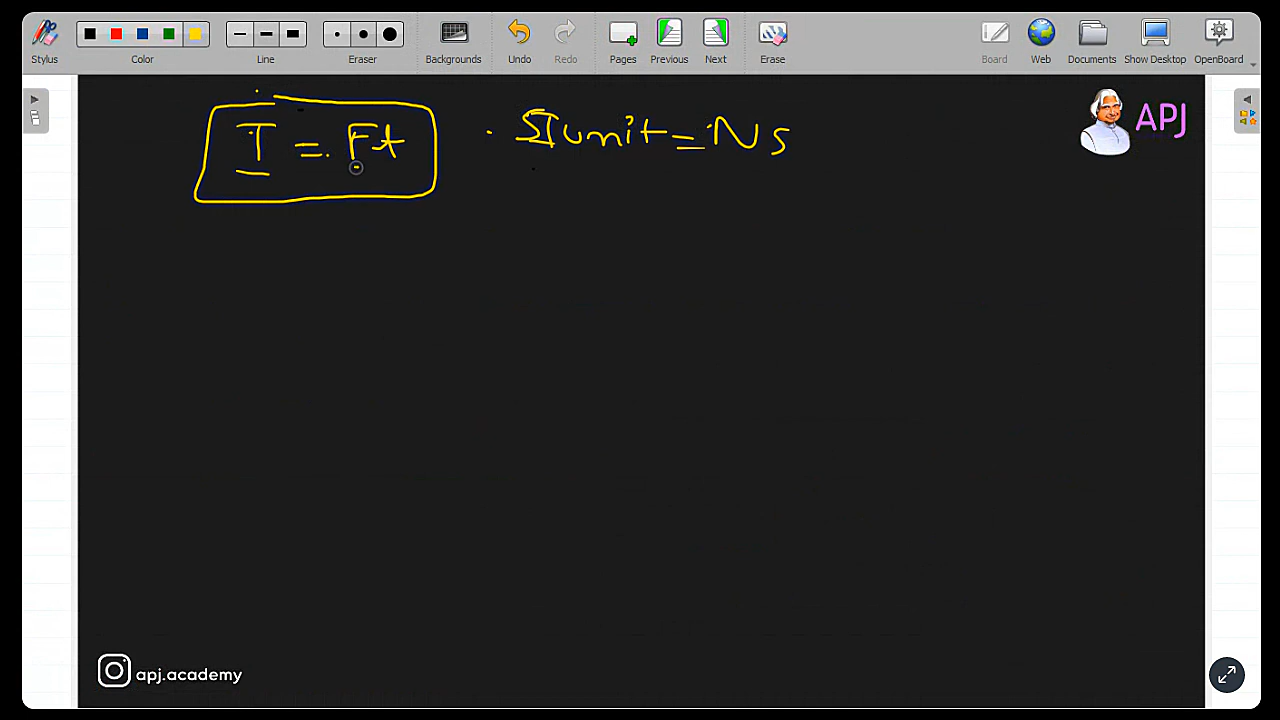 Stylus
Color
Line
Eraser
Backgrounds
Undo
Redo
Pages
Previous
Next
Erase
Board
Web
Documents
Show Desktop
OpenBoard
I = Ft
SI unit = Ns
APJ
apj.academy